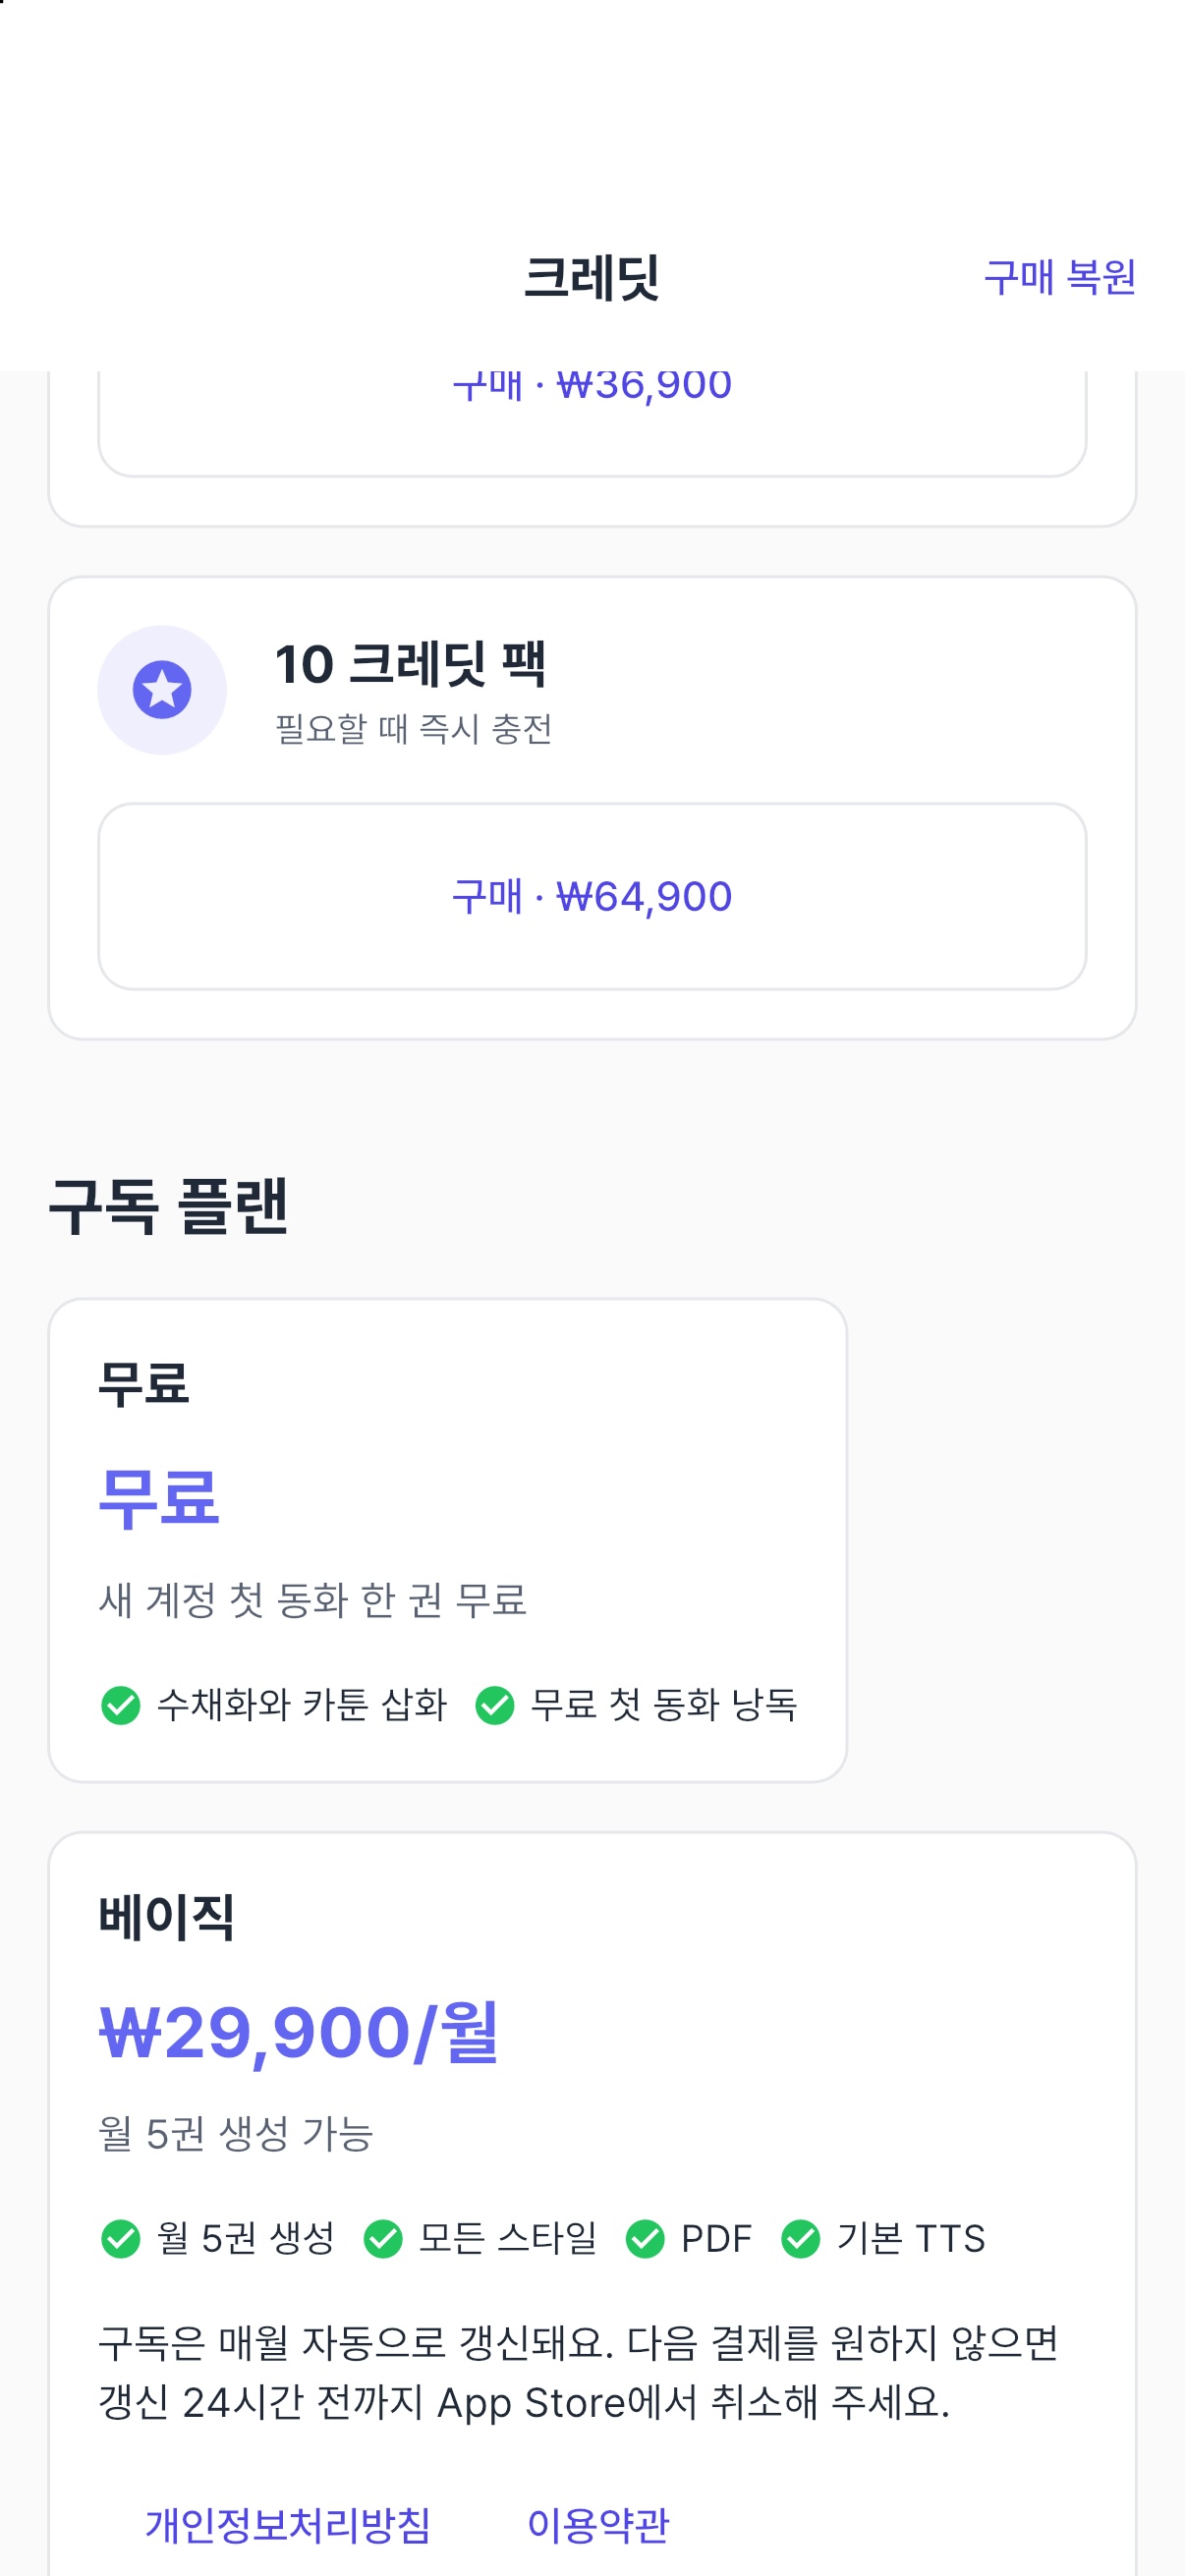 크레딧
구매 복원
구매 · ₩36,900
10 크레딧 팩
필요할 때 즉시 충전
구매 · ₩64,900
구독 플랜
무료
무료
새 계정 첫 동화 한 권 무료
수채화와 카툰 삽화 무료 첫 동화 낭독
베이직
₩29,900/월
월 5권 생성 가능
월 5권 생성 모든 스타일 PDF 기본 TTS
구독은 매월 자동으로 갱신돼요. 다음 결제를 원하지 않으면
갱신 24시간 전까지 App Store에서 취소해 주세요.
개인정보처리방침 이용약관